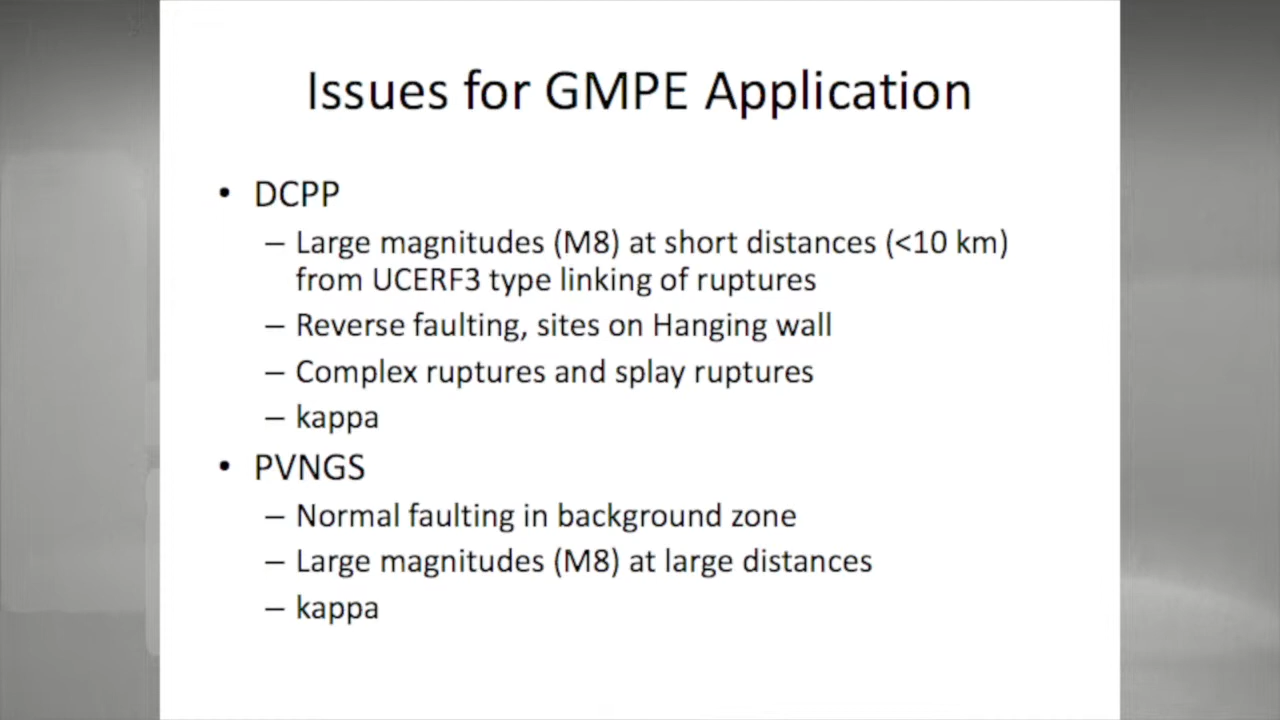 Issues for GMPE Application
• DCPP
– Large magnitudes (M8) at short distances (<10 km)
from UCERF3 type linking of ruptures
– Reverse faulting, sites on Hanging wall
– Complex ruptures and splay ruptures
– kappa
• PVNGS
– Normal faulting in background zone
– Large magnitudes (M8) at large distances
– kappa